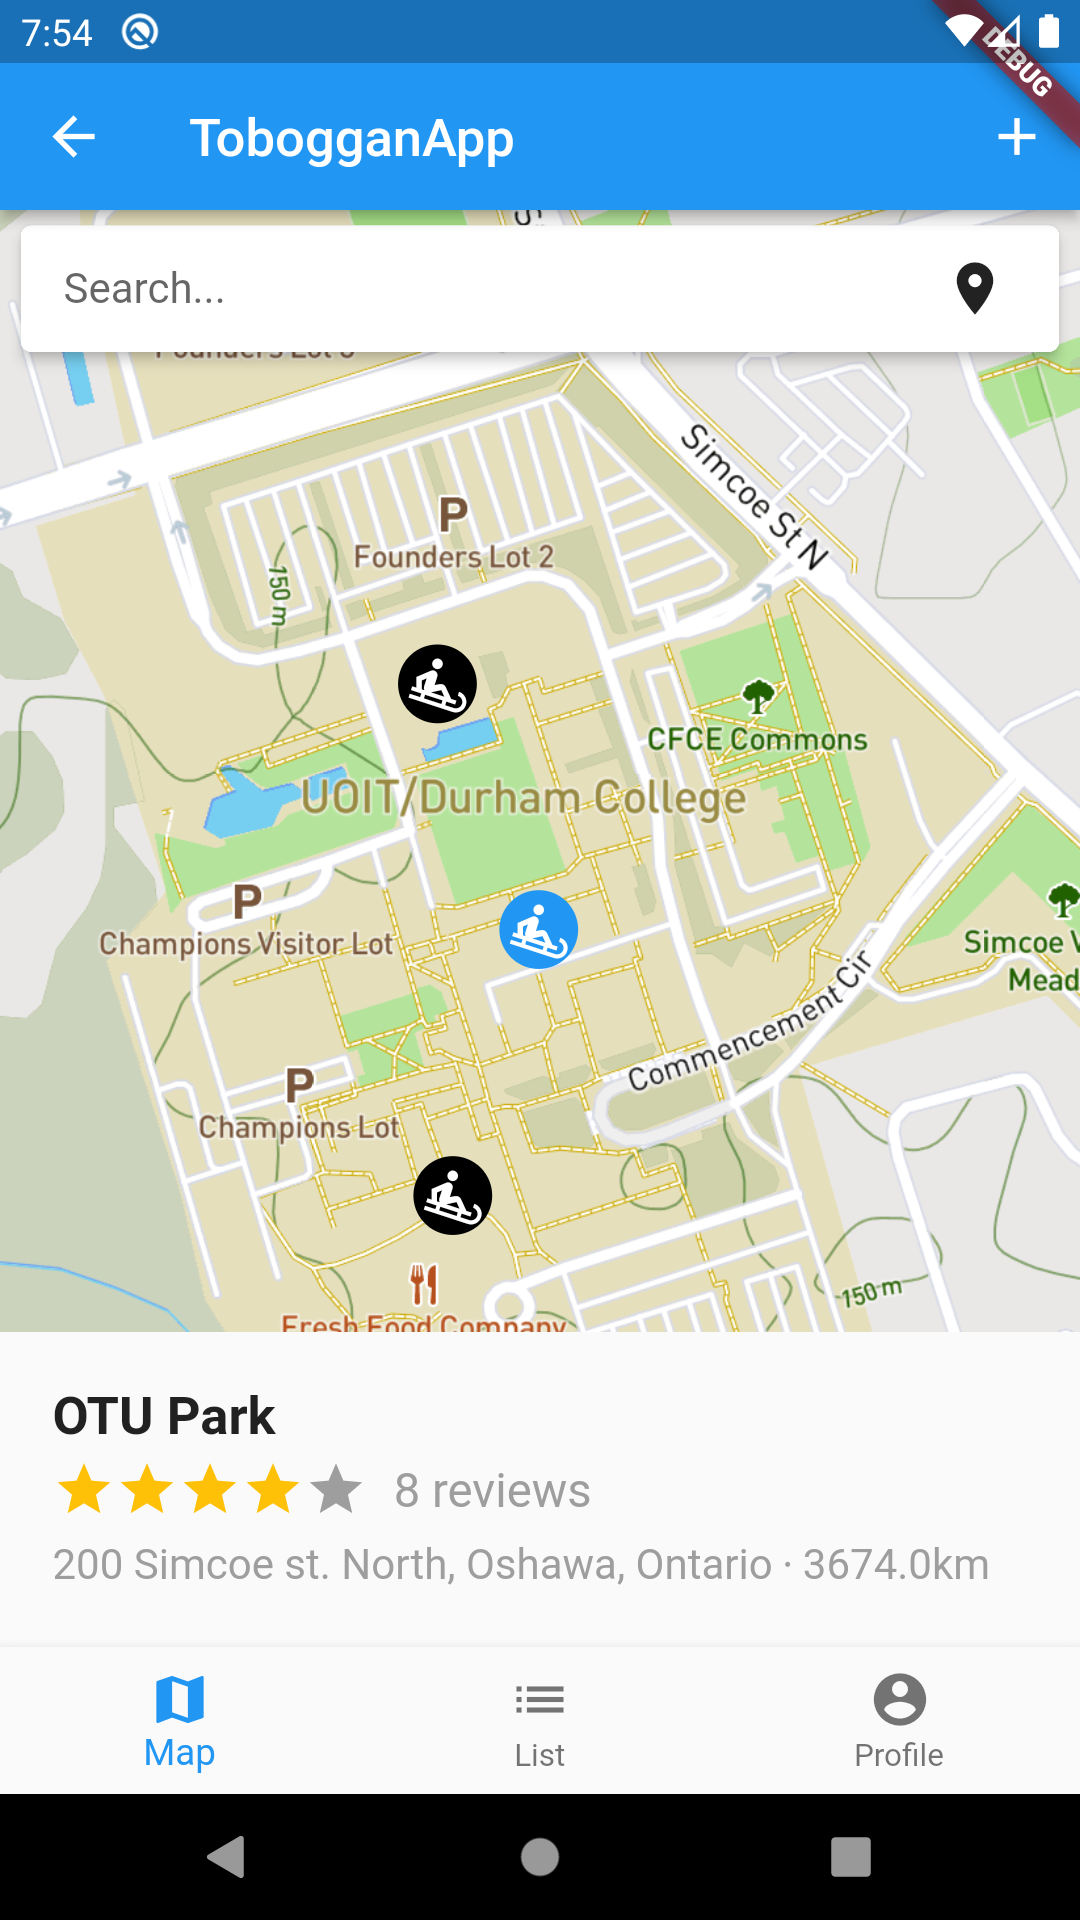 7:54
DEBUG
TobogganApp
Search...
Founders Lot
Simcoe St N
P
Founders Lot 2
150 m
CFCE Commons
UOIT/Durham College
P
Champions Visitor Lot
Simcoe
Mead
Commencement Cir
P
Champions Lot
150 m
Fresh Food Company
OTU Park
8 reviews
200 Simcoe st. North, Oshawa, Ontario · 3674.0km
Map
List
Profile